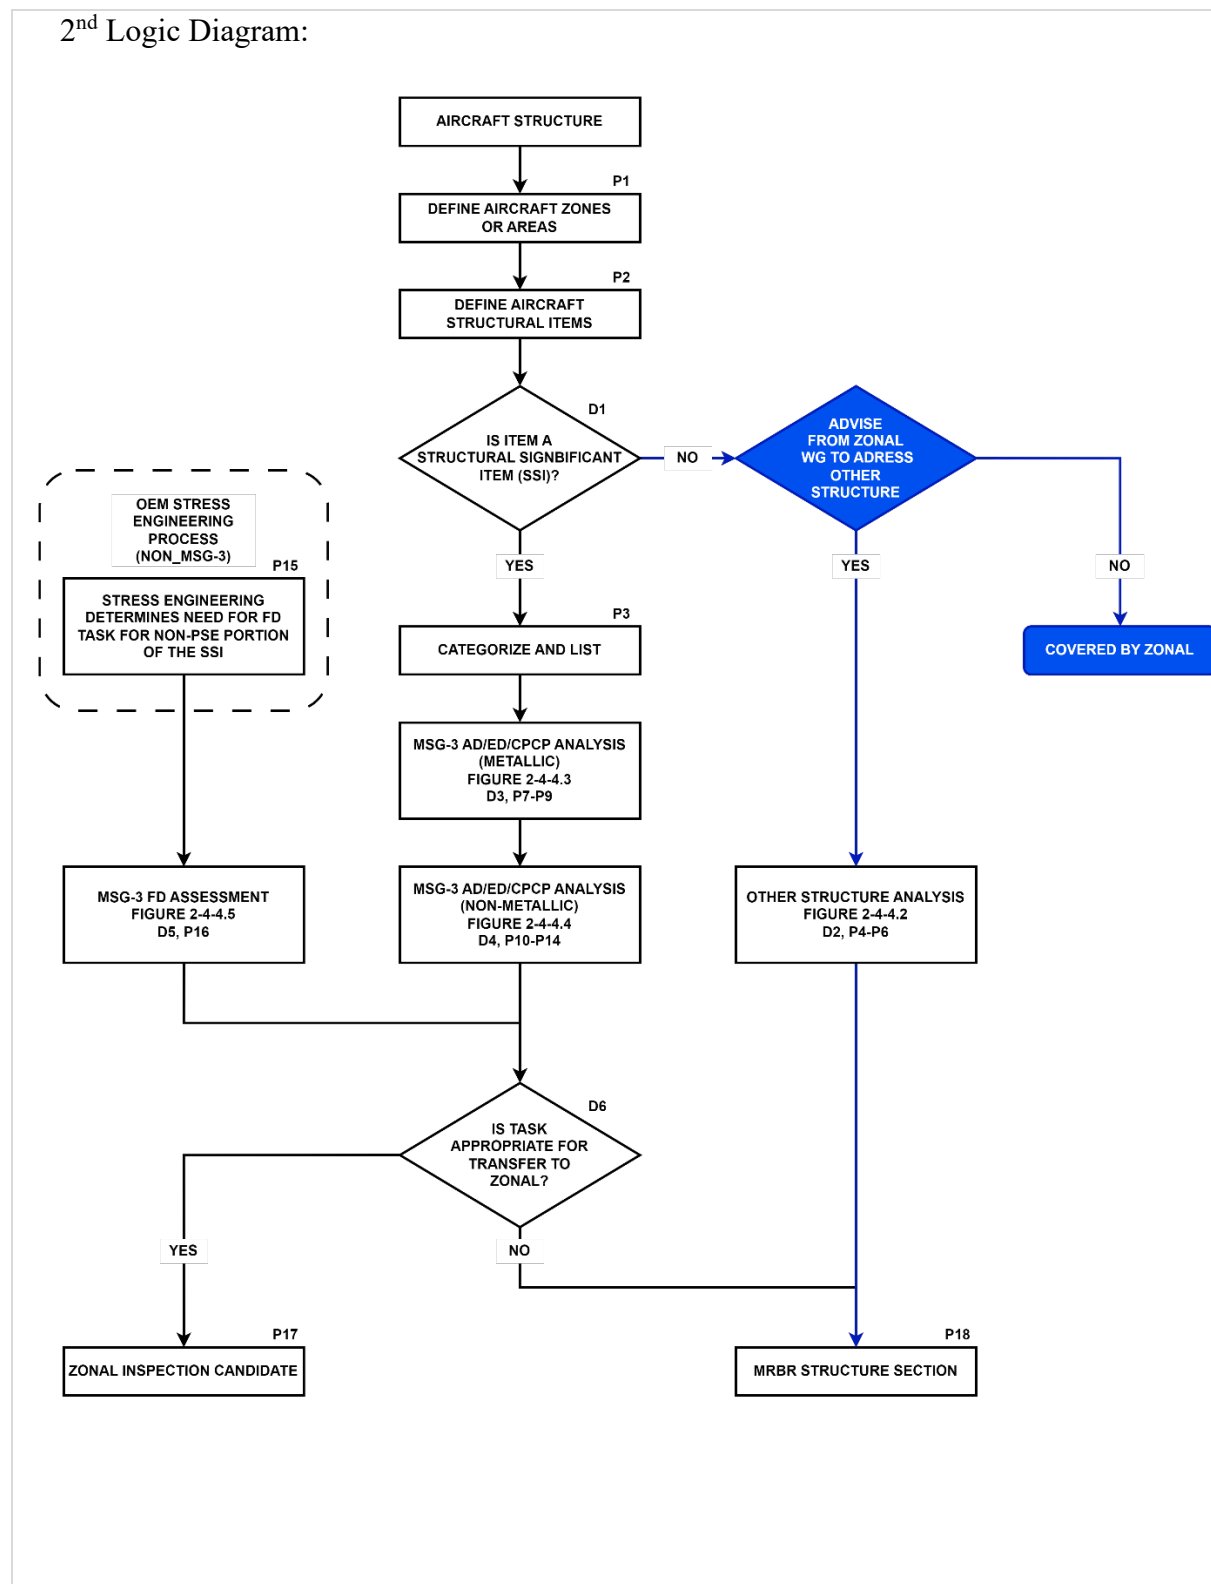 2nd Logic Diagram:
AIRCRAFT STRUCTURE
P1
DEFINE AIRCRAFT ZONES
OR AREAS
P2
DEFINE AIRCRAFT
STRUCTURAL ITEMS
D1
IS ITEM A
STRUCTURAL SIGNBIFICANT
ITEM (SSI)?
NO
ADVISE
FROM ZONAL
WG TO ADRESS
OTHER
STRUCTURE
OEM STRESS
ENGINEERING
PROCESS
(NON_MSG-3)
P15
STRESS ENGINEERING
DETERMINES NEED FOR FD
TASK FOR NON-PSE PORTION
OF THE SSI
YES
YES
NO
P3
CATEGORIZE AND LIST
COVERED BY ZONAL
MSG-3 AD/ED/CPCP ANALYSIS
(METALLIC)
FIGURE 2-4-4.3
D3, P7-P9
MSG-3 FD ASSESSMENT
FIGURE 2-4-4.5
D5, P16
MSG-3 AD/ED/CPCP ANALYSIS
(NON-METALLIC)
FIGURE 2-4-4.4
D4, P10-P14
OTHER STRUCTURE ANALYSIS
FIGURE 2-4-4.2
D2, P4-P6
D6
IS TASK
APPROPRIATE FOR
TRANSFER TO
ZONAL?
YES
NO
P17
ZONAL INSPECTION CANDIDATE
P18
MRBR STRUCTURE SECTION